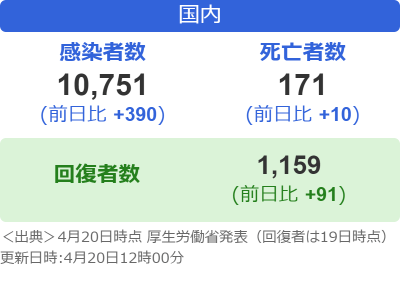 国内
感染者数 死亡者数
10,751 171
(前日比 +390) (前日比 +10)
回復者数 1,159
(前日比 +91)
＜出典＞4月20日時点 厚生労働省発表（回復者は19日時点）
更新日時:4月20日12時00分